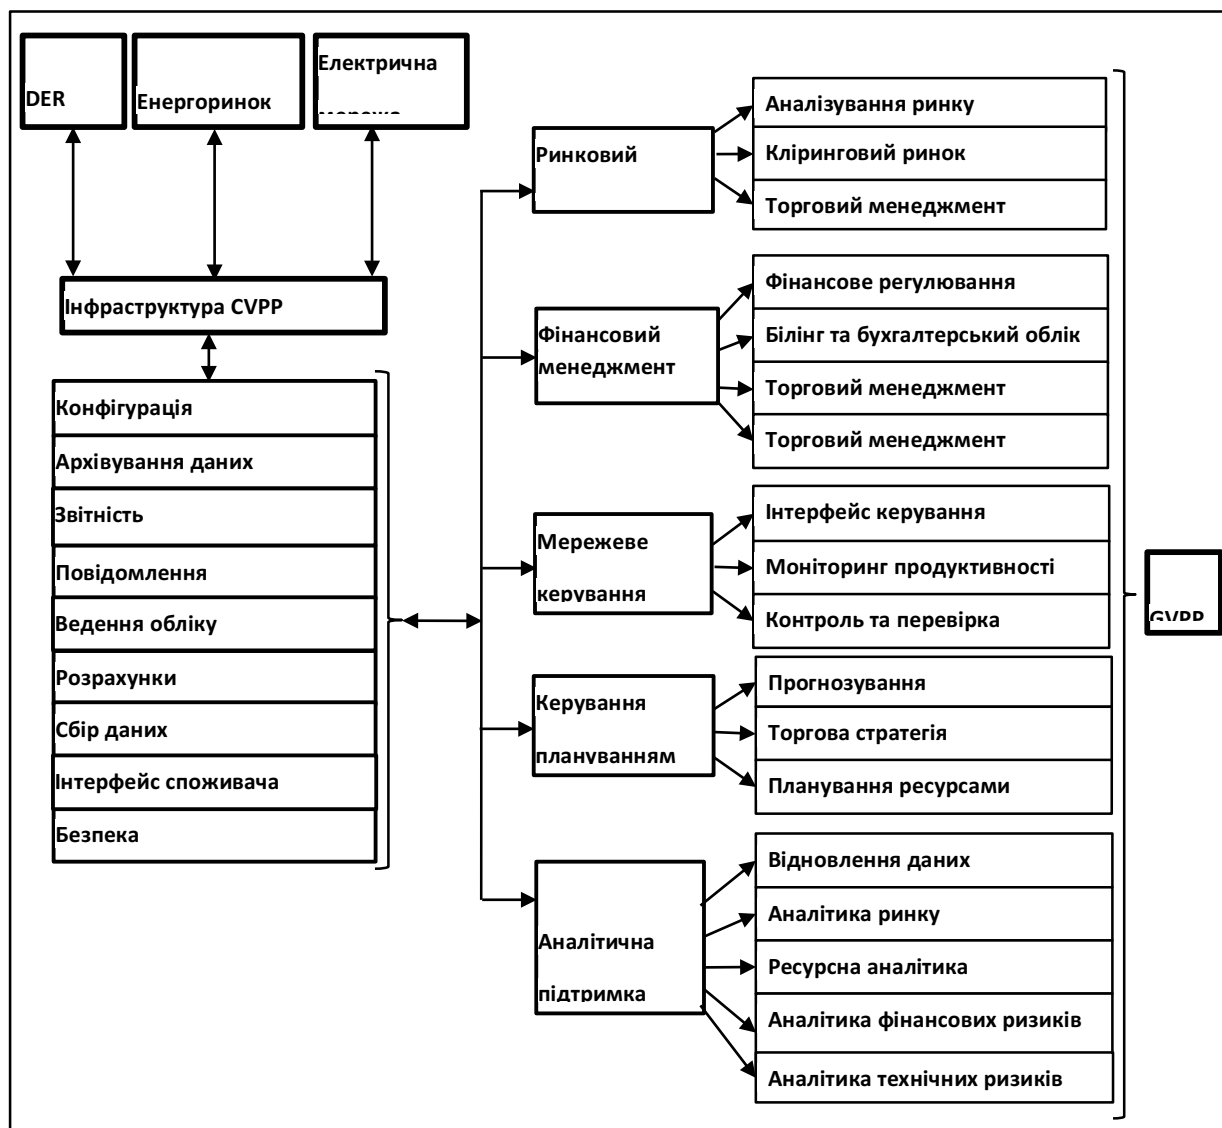 DER
Енергоринок
Електрична
мережа
Інфраструктура CVPP
Конфігурація
Архівування даних
Звітність
Повідомлення
Ведення обліку
Розрахунки
Сбір даних
Інтерфейс споживача
Безпека
Ринковий
Аналізування ринку
Кліринговий ринок
Торговий менеджмент
Фінансовий
менеджмент
Фінансове регулювання
Білінг та бухгалтерський облік
Торговий менеджмент
Торговий менеджмент
Мережеве
керування
Інтерфейс керування
Моніторинг продуктивності
Контроль та перевірка
Керування
плануванням
Прогнозування
Торгова стратегія
Планування ресурсами
Аналітична
підтримка
Відновлення даних
Аналітика ринку
Ресурсна аналітика
Аналітика фінансових ризиків
Аналітика технічних ризиків
GVPP